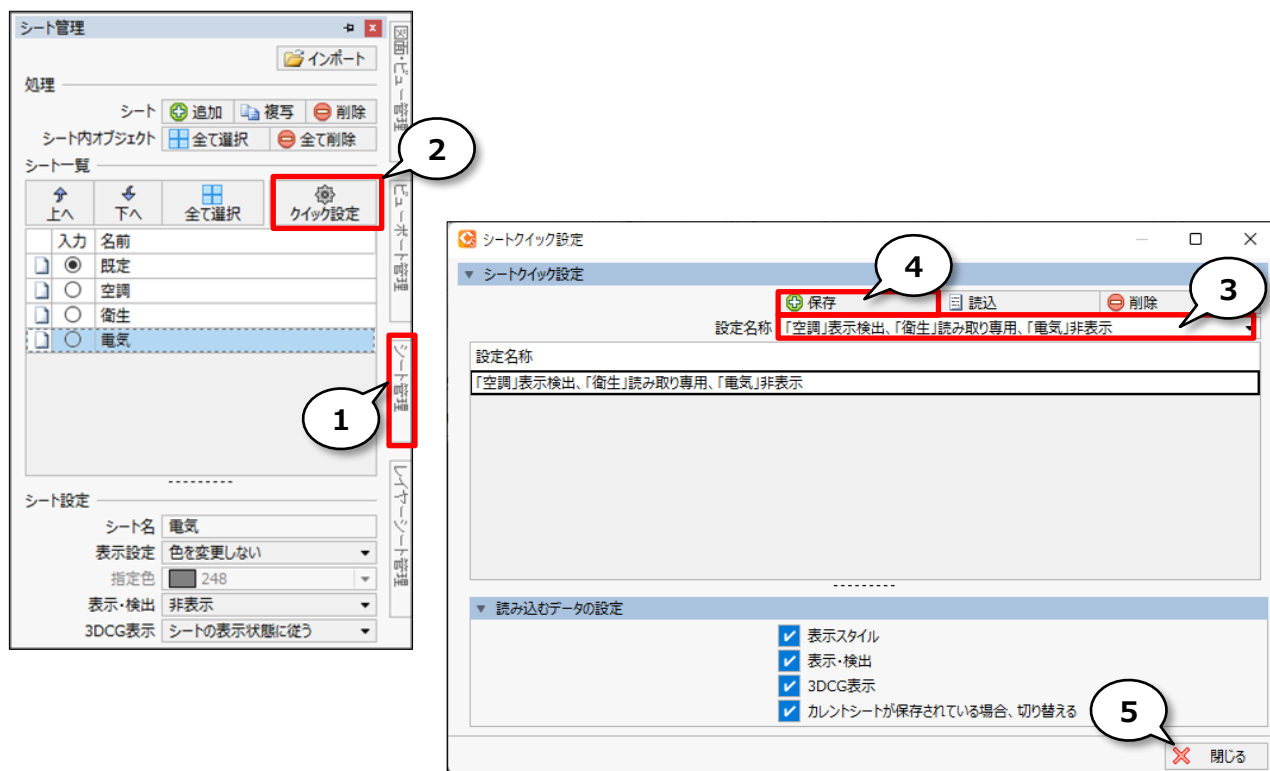 シート管理
インポート
処理
シート 追加 複写 削除
シート内オブジェクト 全て選択 全て削除
シート一覧
上へ 下へ 全て選択 クイック設定
入力 名前
既定
空調
衛生
電気
シート設定
シート名 電気
表示設定 色を変更しない
指定色 248
表示・検出 非表示
3DCG表示 シートの表示状態に従う
図面・ビュー管理
ビューポート管理
シート管理
レイヤーシート管理
1
2
シートクイック設定
シートクイック設定
保存 読込 削除
設定名称 「空調」表示検出、「衛生」読み取り専用、「電気」非表示
設定名称
「空調」表示検出、「衛生」読み取り専用、「電気」非表示
読み込むデータの設定
表示スタイル
表示・検出
3DCG表示
カレントシートが保存されている場合、切り替える
閉じる
4
3
5